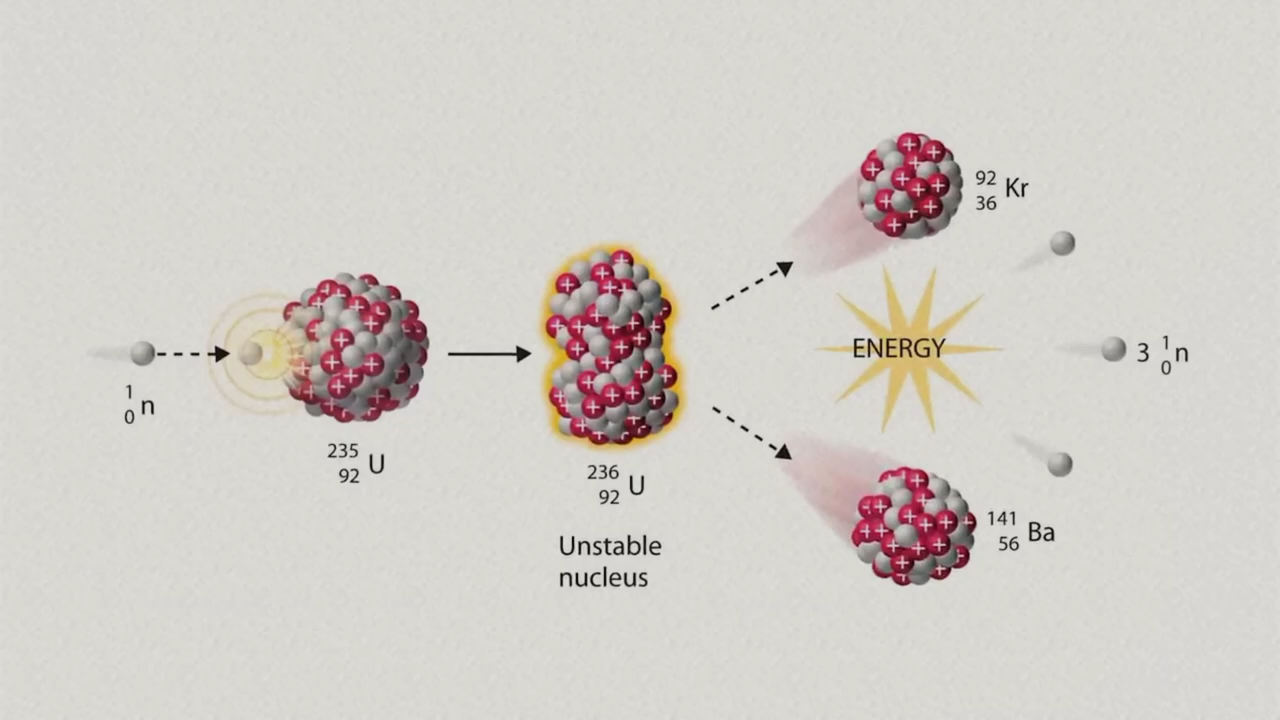 1
0 n
235
92 U
236
92 U
Unstable
nucleus
92
36 Kr
ENERGY
3 1
0 n
141
56 Ba